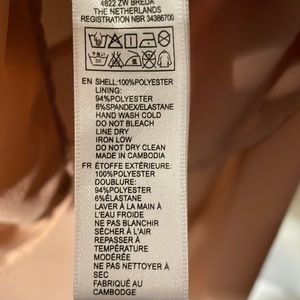 4822 ZW BREDA
THE NETHERLANDS
REGISTRATION NBR 34386700
EN SHELL:100%POLYESTER
LINING:
94%POLYESTER
6%SPANDEX/ELASTANE
HAND WASH COLD
DO NOT BLEACH
LINE DRY
IRON LOW
DO NOT DRY CLEAN
MADE IN CAMBODIA
FR ÉTOFFE EXTÉRIEURE:
100%POLYESTER
DOUBLURE:
94%POLYESTER
6%ÉLASTANE
LAVER À LA MAIN À
L'EAU FROIDE
NE PAS BLANCHIR
SÉCHER À L'AIR
REPASSER À
TEMPÉRATURE
MODÉRÉE
NE PAS NETTOYER À
SEC
FABRIQUÉ AU
CAMBODGE